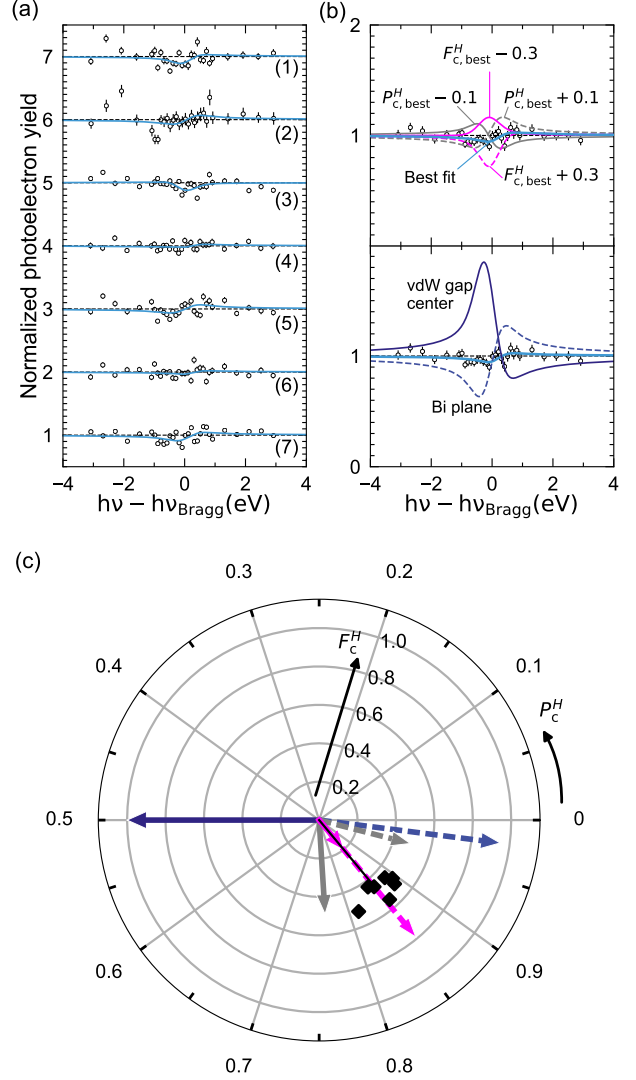 (a)
Normalized photoelectron yield
7
6
5
4
3
2
1
(1)
(2)
(3)
(4)
(5)
(6)
(7)
−4 −2 0 2 4
hν − hν_Bragg(eV)
(b)
2
1
0
F^H_c,best − 0.3
P^H_c,best − 0.1
P^H_c,best + 0.1
Best fit
F^H_c,best + 0.3
1
2
vdW gap
center
Bi plane
−4 −2 0 2 4
hν − hν_Bragg(eV)
(c)
0.3
0.2
0.4
0.1
0.5
0
0.6
0.9
0.7
0.8
F^H_c
1.0
0.8
0.6
0.4
0.2
P^H_c